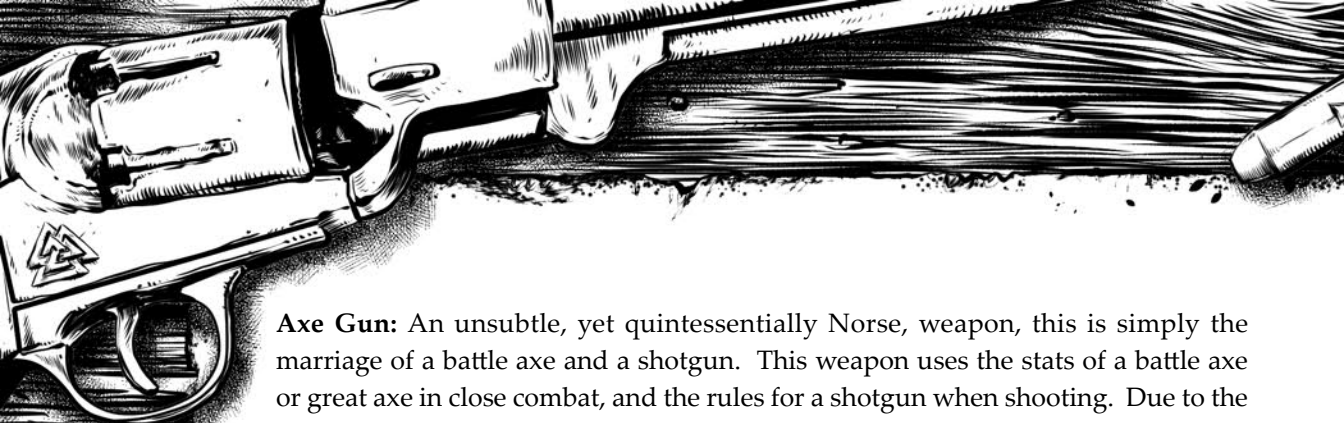 Axe Gun: An unsubtle, yet quintessentially Norse, weapon, this is simply the
marriage of a battle axe and a shotgun. This weapon uses the stats of a battle axe
or great axe in close combat, and the rules for a shotgun when shooting. Due to the